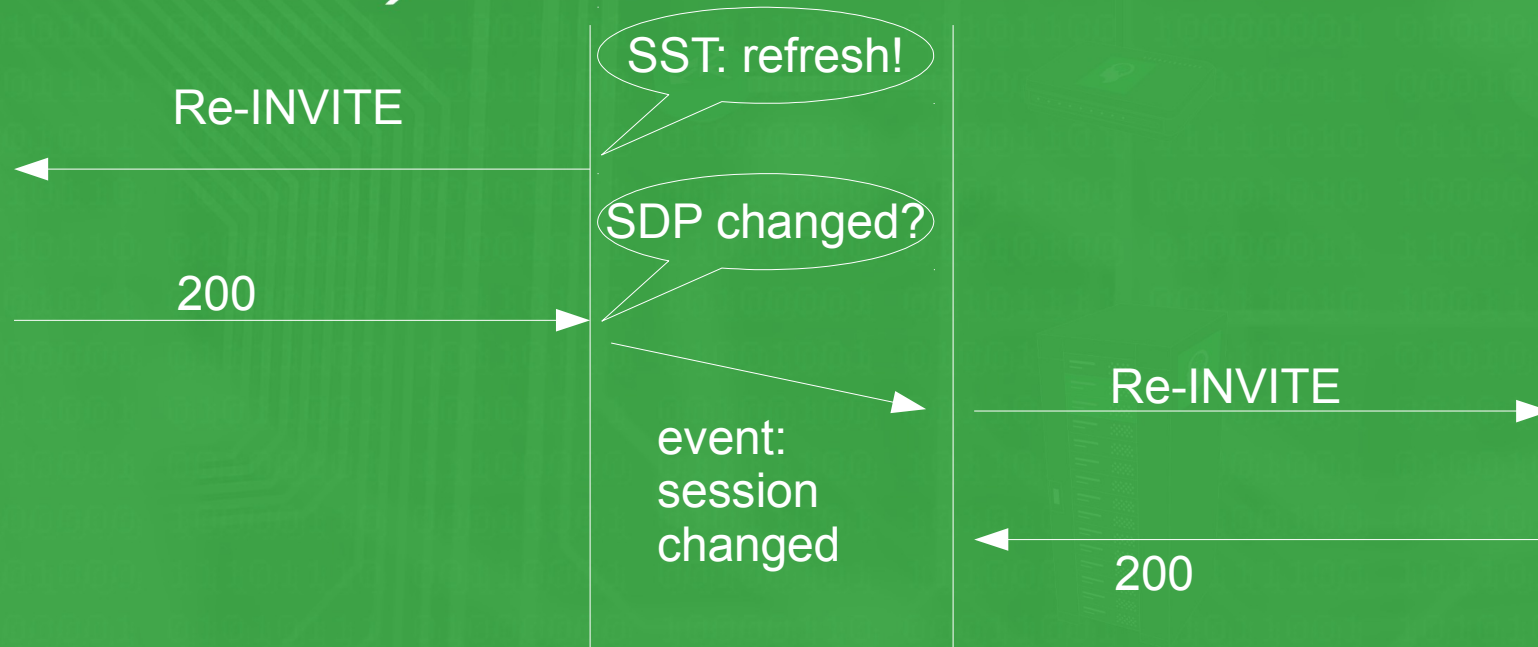 SST: refresh!
Re-INVITE
SDP changed?
200
Re-INVITE
event:
session
changed
200